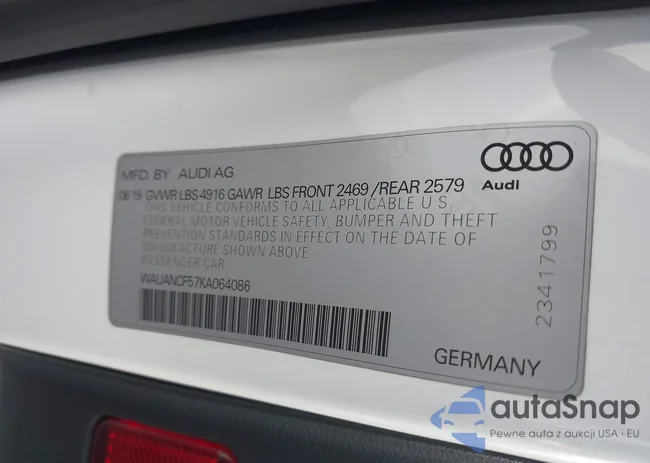 MFD. BY AUDI AG
06 19 GVWR LBS 4916 GAWR LBS FRONT 2469 /REAR 2579
THIS VEHICLE CONFORMS TO ALL APPLICABLE U.S.
FEDERAL MOTOR VEHICLE SAFETY, BUMPER AND THEFT
PREVENTION STANDARDS IN EFFECT ON THE DATE OF
MANUFACTURE SHOWN ABOVE
PASSENGER CAR
WAUANCF57KA064086
Audi
2341799
GERMANY
autaSnap
Pewne auta z aukcji USA i EU